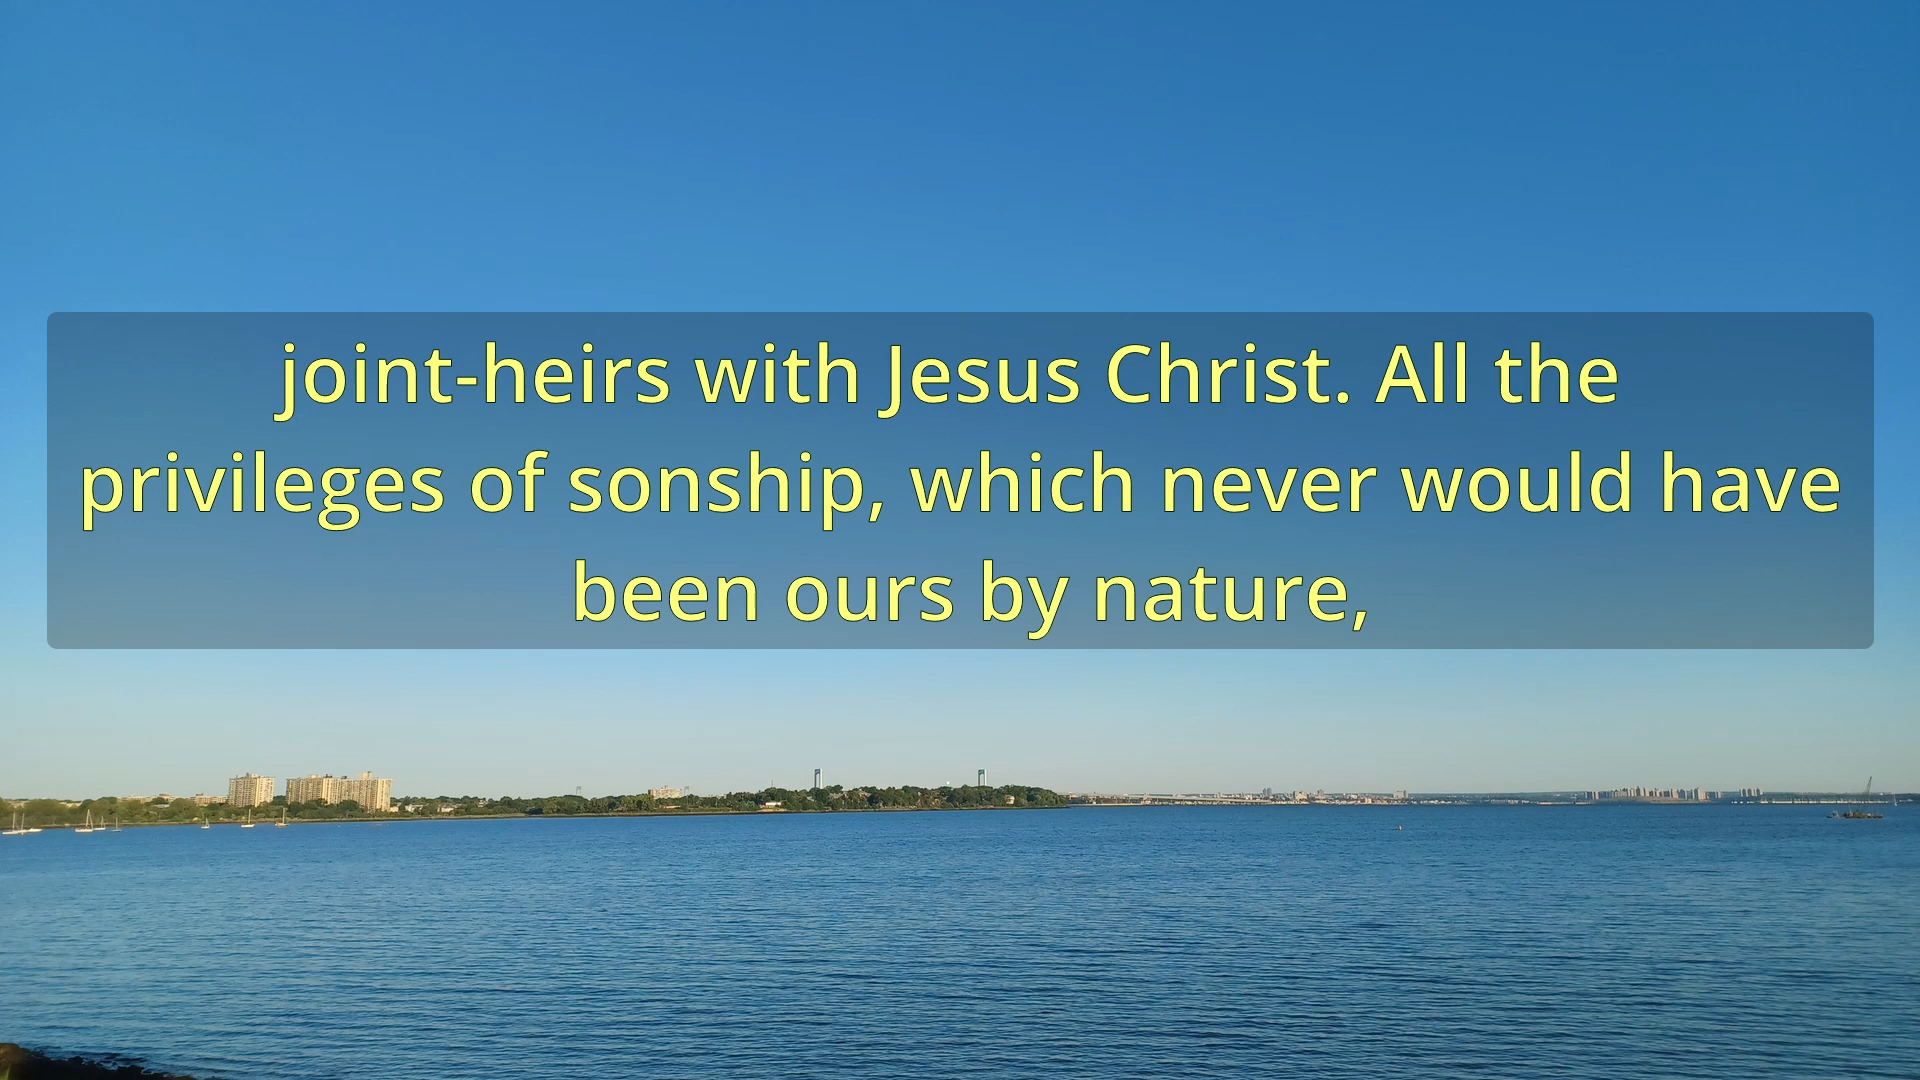 joint-heirs with Jesus Christ. All the
privileges of sonship, which never would have
been ours by nature,